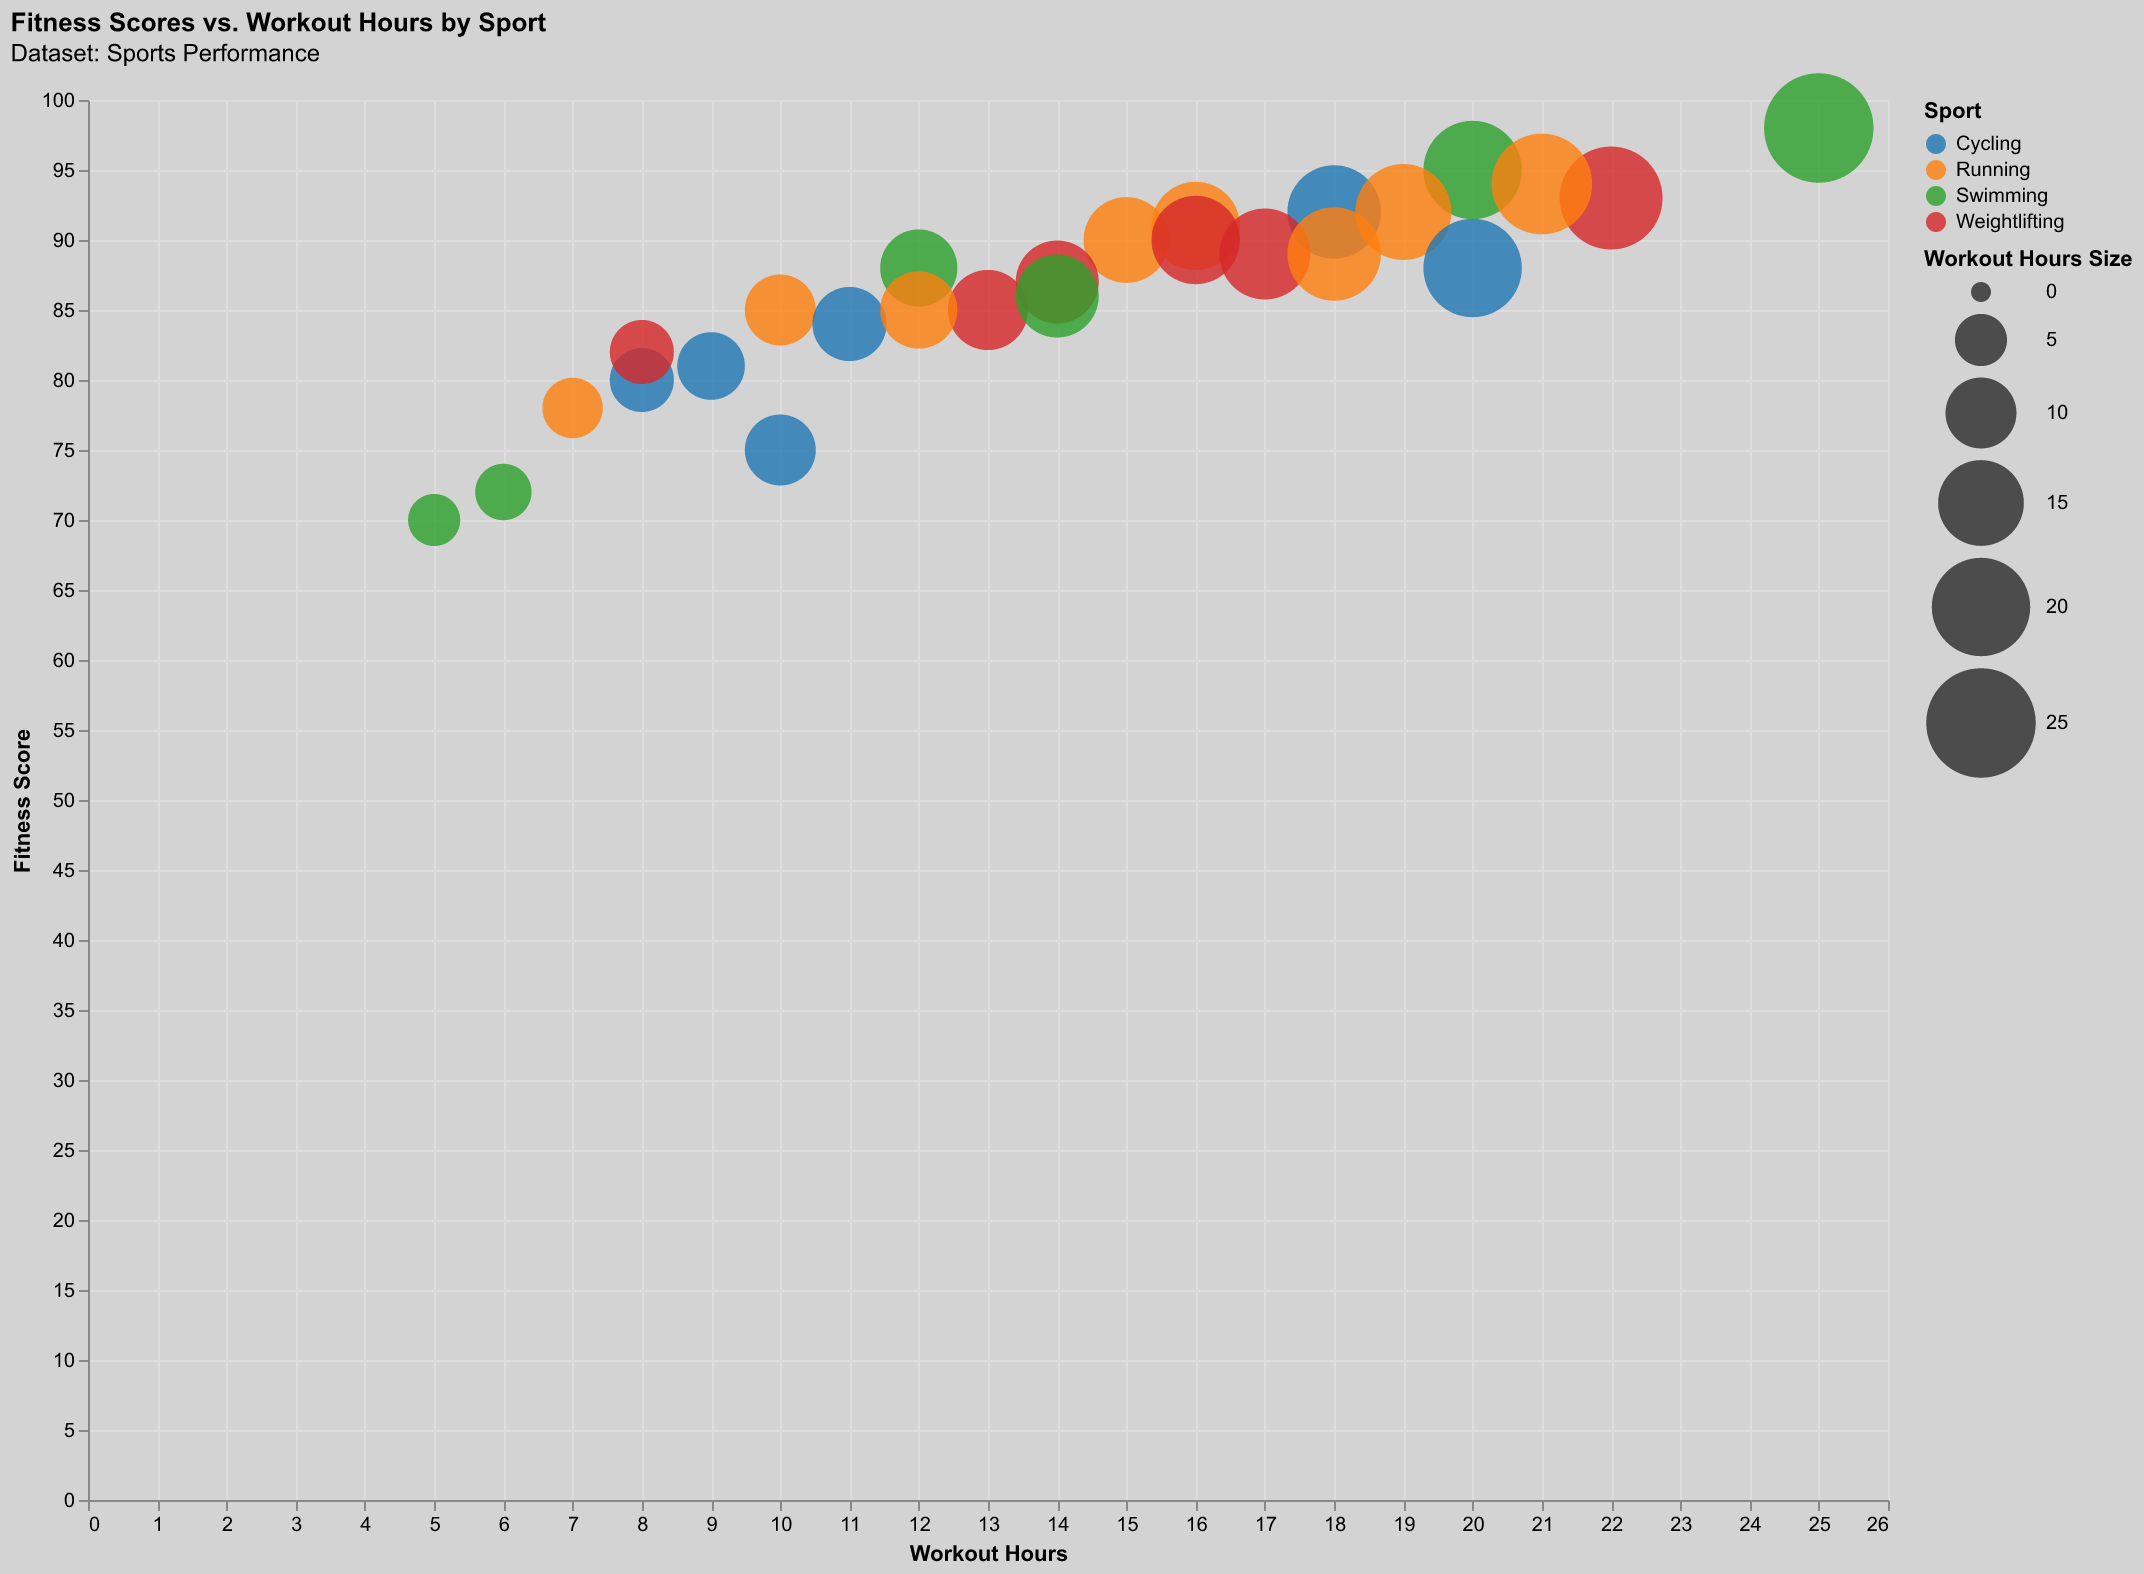 Fitness Scores vs. Workout Hours by Sport
Dataset: Sports Performance
100
95
90
85
80
75
70
65
60
55
50
45
40
35
30
25
20
15
10
5
0
Fitness Score
0 1 2 3 4 5 6 7 8 9 10 11 12 13 14 15 16 17 18 19 20 21 22 23 24 25 26
Workout Hours
Sport
Cycling
Running
Swimming
Weightlifting
Workout Hours Size
0
5
10
15
20
25